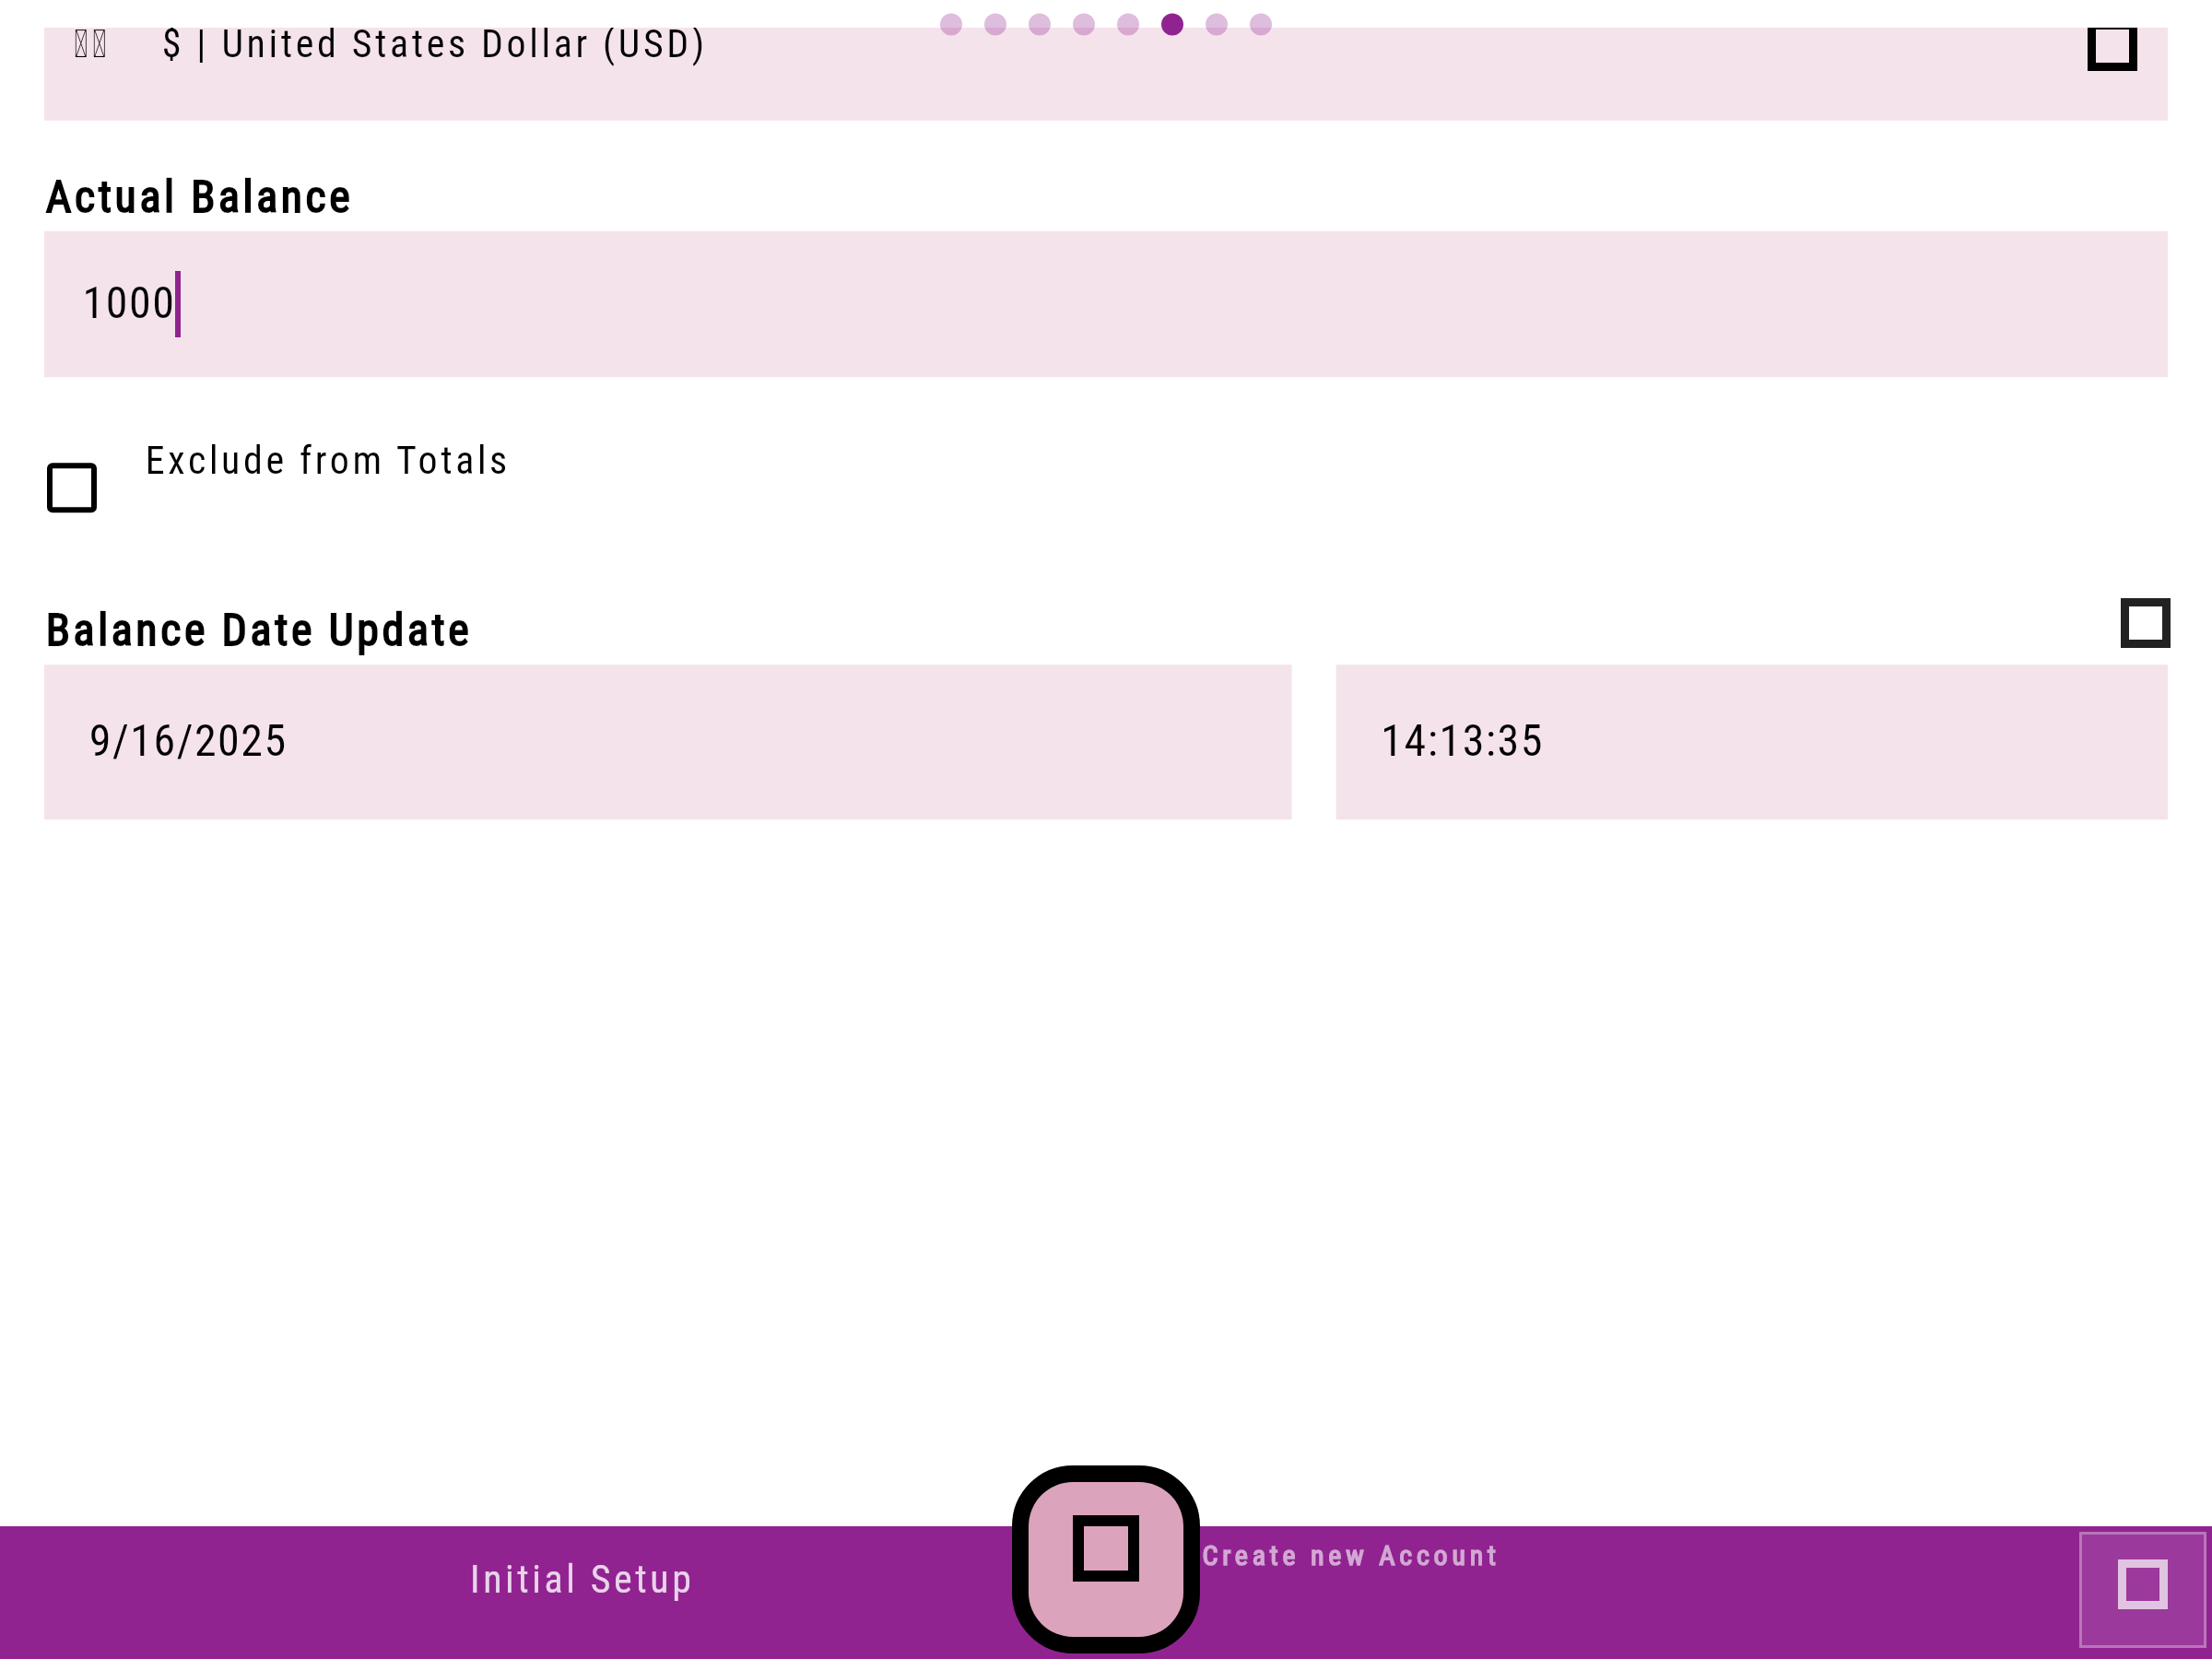 $ | United States Dollar (USD)
Actual Balance
1000
Exclude from Totals
Balance Date Update
9/16/2025
14:13:35
Initial Setup
Create new Account